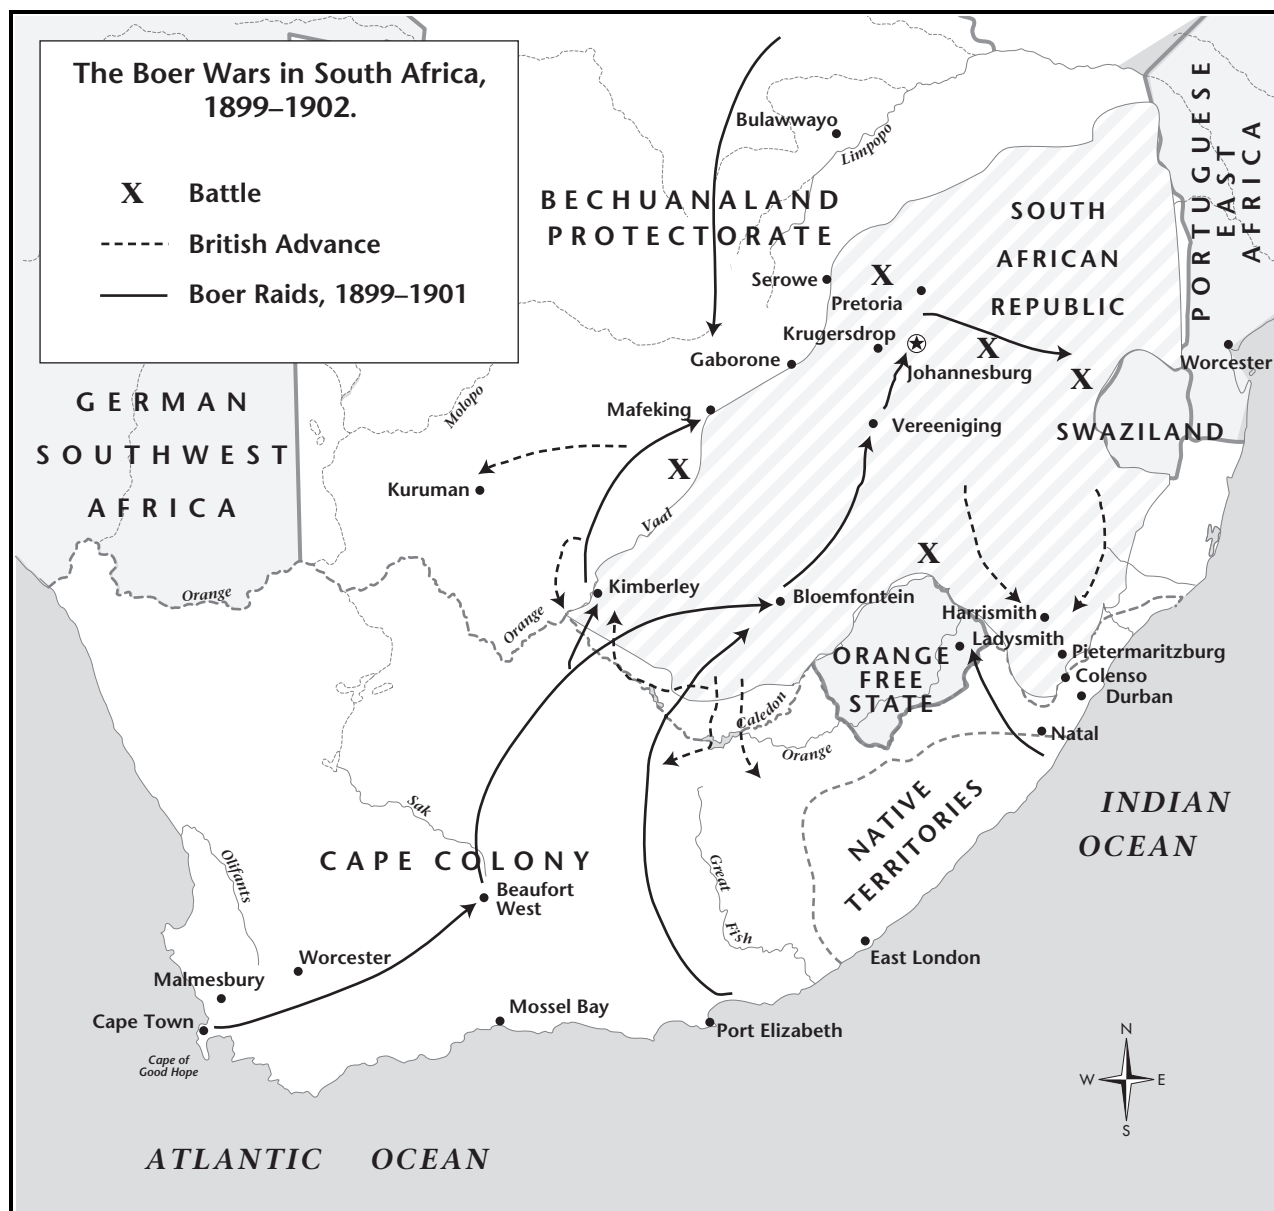 The Boer Wars in South Africa,
1899–1902.
X Battle
British Advance
Boer Raids, 1899–1901
Bulawwayo
Limpopo
BECHUANALAND
PROTECTORATE
PORTUGUESE
EAST
AFRICA
SOUTH
AFRICAN
REPUBLIC
Serowe
X
Pretoria
Krugersdrop
X
Gaborone
Johannesburg
X
Worcester
GERMAN
SOUTHWEST
AFRICA
Molopo
Mafeking
Vereeniging
SWAZILAND
X
Kuruman
Vaal
X
Orange
Kimberley
Bloemfontein
Orange
Harrismith
Ladysmith
Pietermaritzburg
Colenso
Durban
ORANGE
FREE
STATE
Caledon
Orange
Natal
NATIVE
TERRITORIES
INDIAN
OCEAN
Sak
CAPE COLONY
Olifants
Great
Fish
Beaufort
West
Worcester
Malmesbury
East London
Cape Town
Mossel Bay
Port Elizabeth
Cape of
Good Hope
N
W E
S
ATLANTIC OCEAN